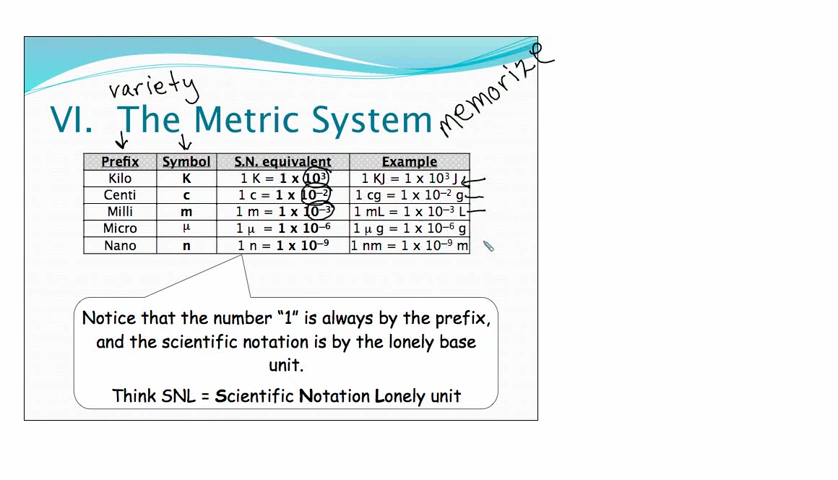 variety
memorize
VI. The Metric System
Prefix Symbol S.N. equivalent Example
Kilo K 1 K = 1 x 10³ 1 KJ = 1 x 10³ J
Centi c 1 c = 1 x 10⁻² 1 cg = 1 x 10⁻² g
Milli m 1 m = 1 x 10⁻³ 1 mL = 1 x 10⁻³ L
Micro μ 1 μ = 1 x 10⁻⁶ 1 μ g = 1 x 10⁻⁶ g
Nano n 1 n = 1 x 10⁻⁹ 1 nm = 1 x 10⁻⁹ m
Notice that the number “1” is always by the prefix,
and the scientific notation is by the lonely base
unit.
Think SNL = Scientific Notation Lonely unit